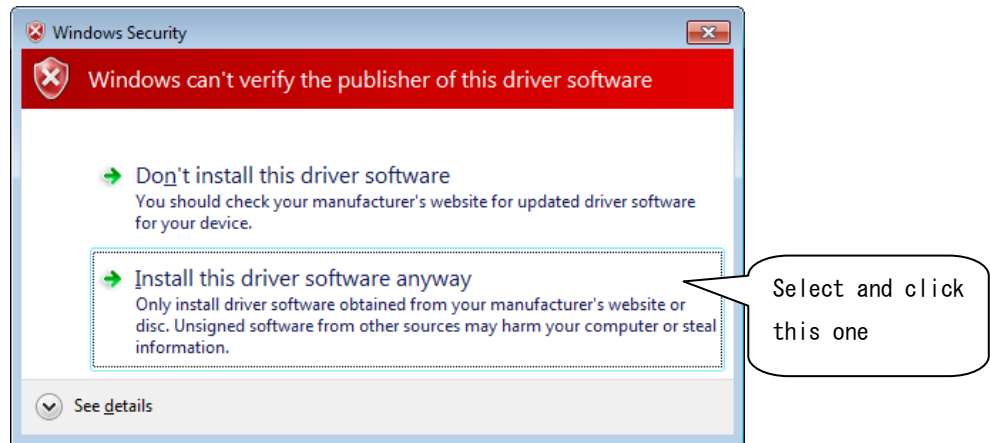 Windows Security
Windows can't verify the publisher of this driver software
Don't install this driver software
You should check your manufacturer's website for updated driver software
for your device.
Install this driver software anyway
Only install driver software obtained from your manufacturer's website or
disc. Unsigned software from other sources may harm your computer or steal
information.
Select and click
this one
See details